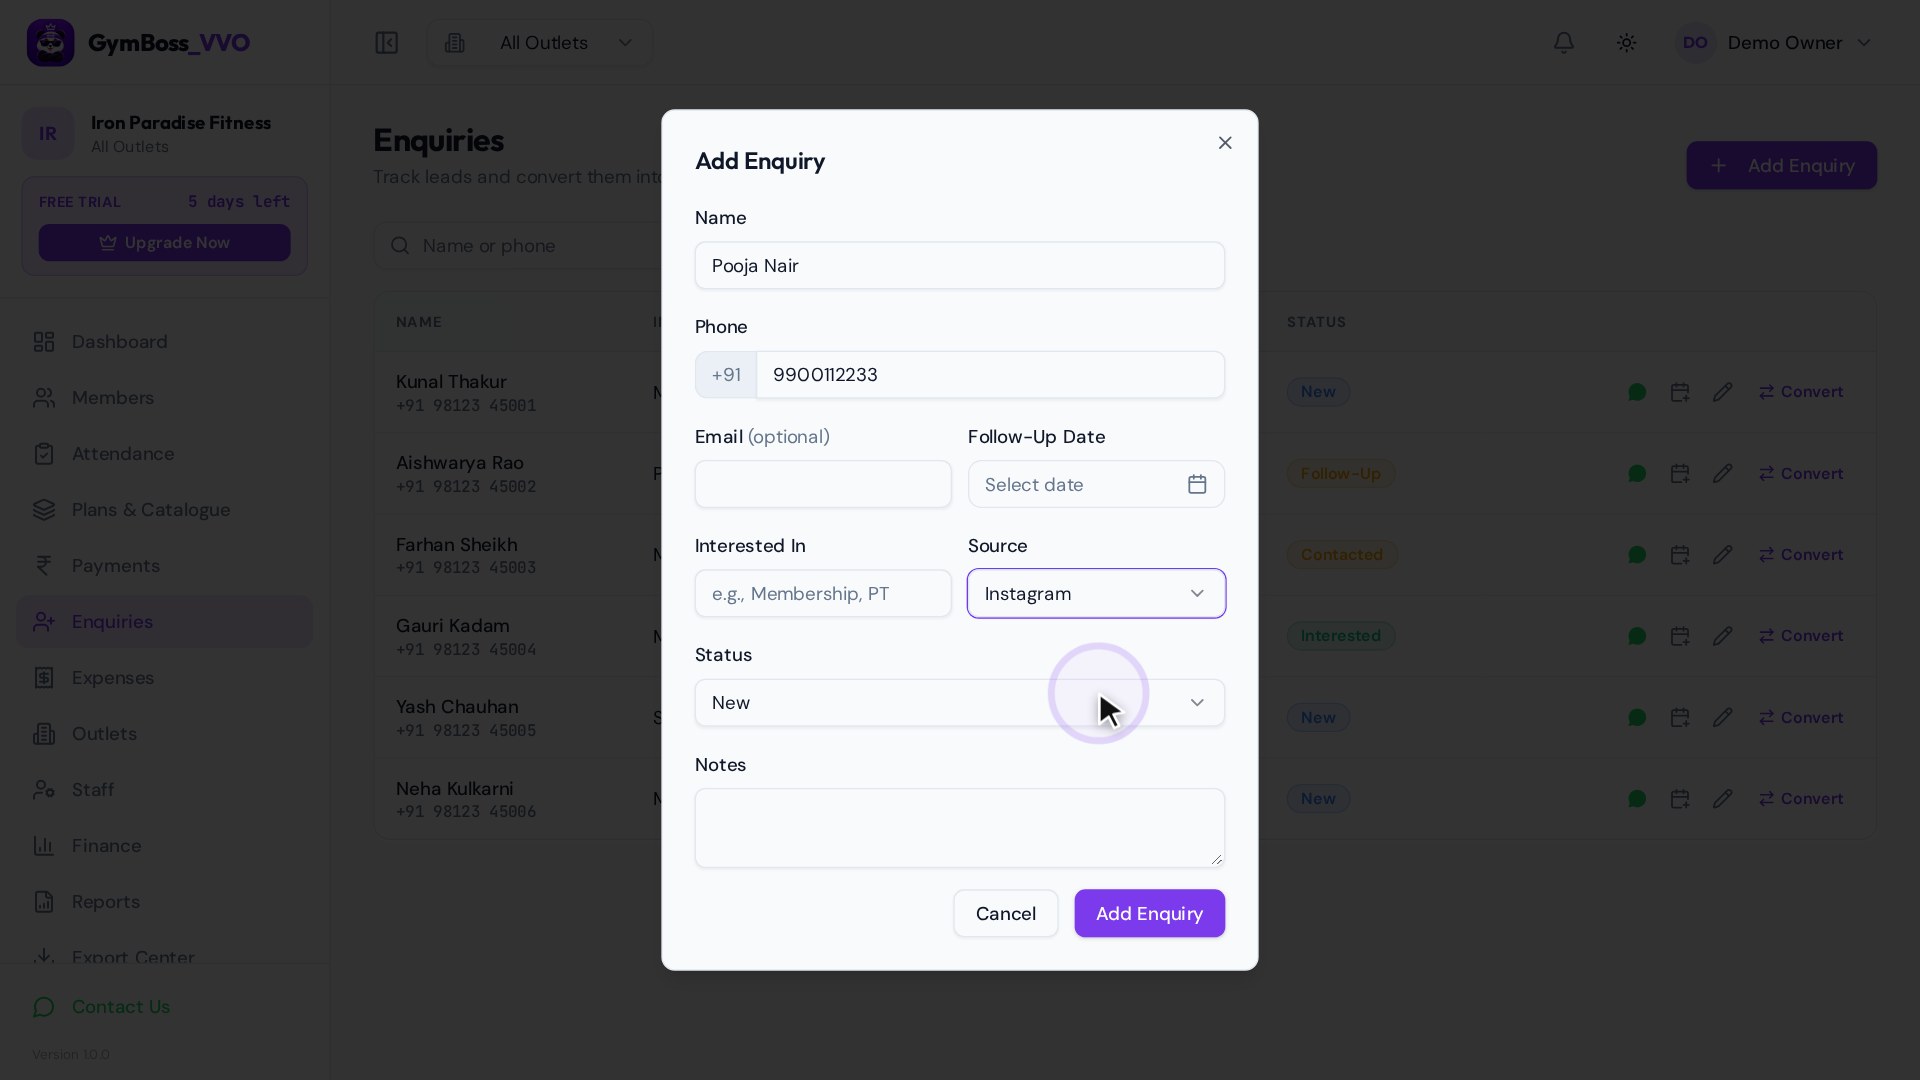 GymBoss_VVO
All Outlets
DO Demo Owner
IR
Iron Paradise Fitness
All Outlets
FREE TRIAL 5 days left
Upgrade Now
Dashboard
Members
Attendance
Plans & Catalogue
Payments
Enquiries
Expenses
Outlets
Staff
Finance
Reports
Export Center
Contact Us
Version 1.0.0
Enquiries
Track leads and convert them into
Add Enquiry
Name or phone
NAME STATUS
Kunal Thakur
+91 98123 45001
New Convert
Aishwarya Rao
+91 98123 45002
Follow-Up Convert
Farhan Sheikh
+91 98123 45003
Contacted Convert
Gauri Kadam
+91 98123 45004
Interested Convert
Yash Chauhan
+91 98123 45005
New Convert
Neha Kulkarni
+91 98123 45006
New Convert
Add Enquiry
Name
Pooja Nair
Phone
+91 9900112233
Email (optional) Follow-Up Date
Select date
Interested In Source
e.g., Membership, PT Instagram
Status
New
Notes
Cancel Add Enquiry